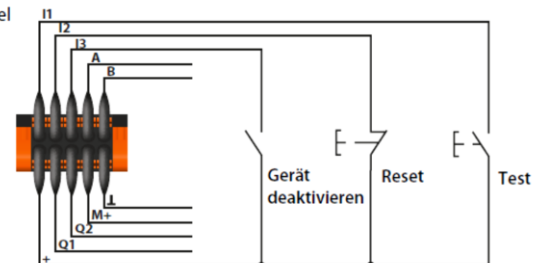 el
I1
I2
I3
A
B
Gerät
deaktivieren
Reset
Test
⊥
M+
Q2
Q1
+